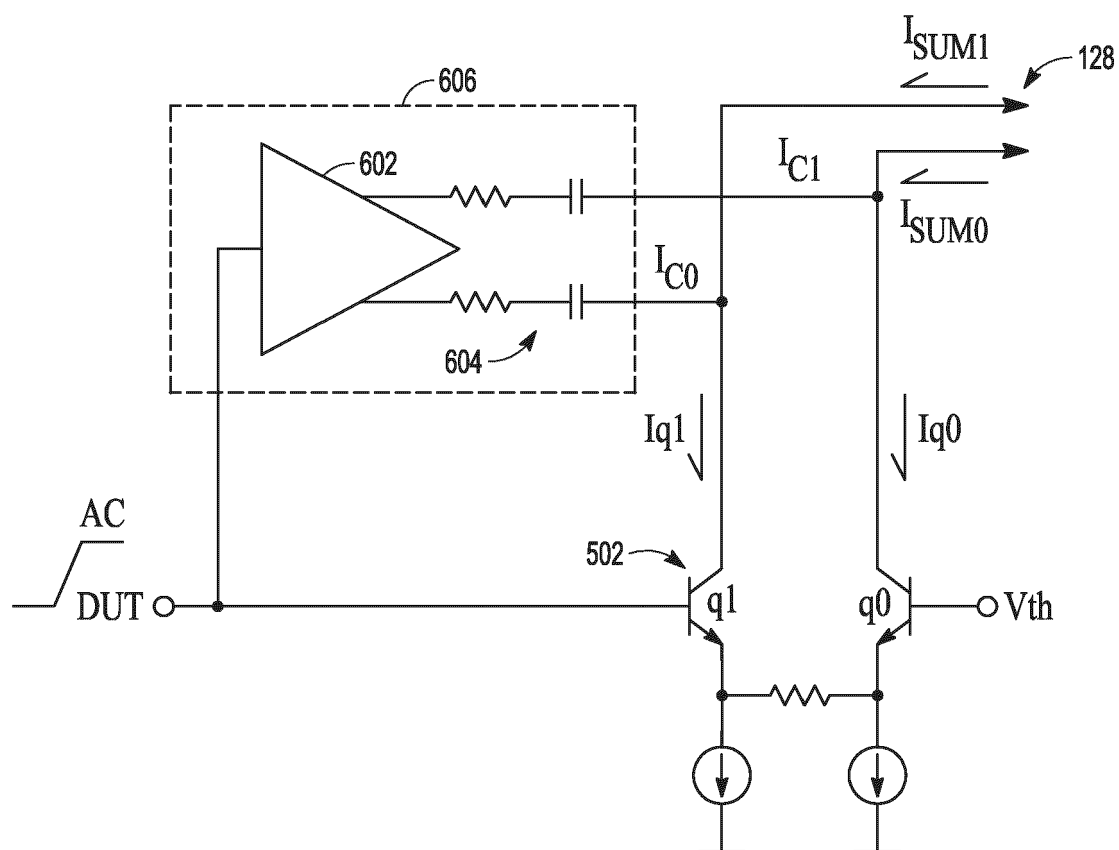 I_SUM1
128
606
602
I_C1
I_SUM0
I_C0
604
Iq1
Iq0
AC
502
DUT
q1
q0
Vth